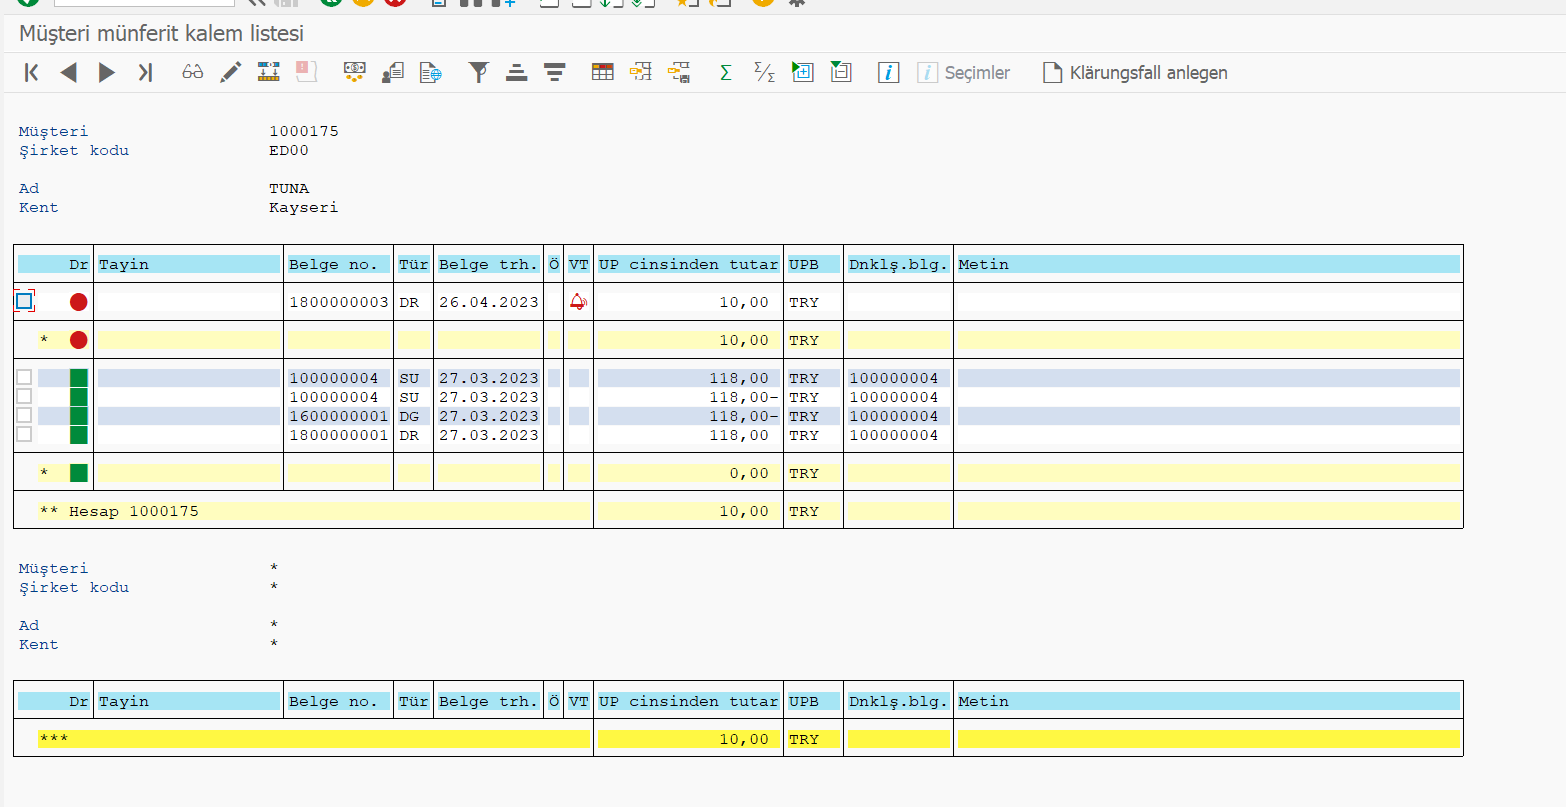 Müşteri münferit kalem listesi
i i Seçimler Klärungsfall anlegen
Müşteri 1000175
Şirket kodu ED00
Ad TUNA
Kent Kayseri
Dr Tayin Belge no. Tür Belge trh. Ö VT UP cinsinden tutar UPB Dnklş.blg. Metin
1800000003 DR 26.04.2023 10,00 TRY
* 10,00 TRY
100000004 SU 27.03.2023 118,00 TRY 100000004
100000004 SU 27.03.2023 118,00- TRY 100000004
1600000001 DG 27.03.2023 118,00- TRY 100000004
1800000001 DR 27.03.2023 118,00 TRY 100000004
* 0,00 TRY
** Hesap 1000175 10,00 TRY
Müşteri *
Şirket kodu *
Ad *
Kent *
Dr Tayin Belge no. Tür Belge trh. Ö VT UP cinsinden tutar UPB Dnklş.blg. Metin
*** 10,00 TRY